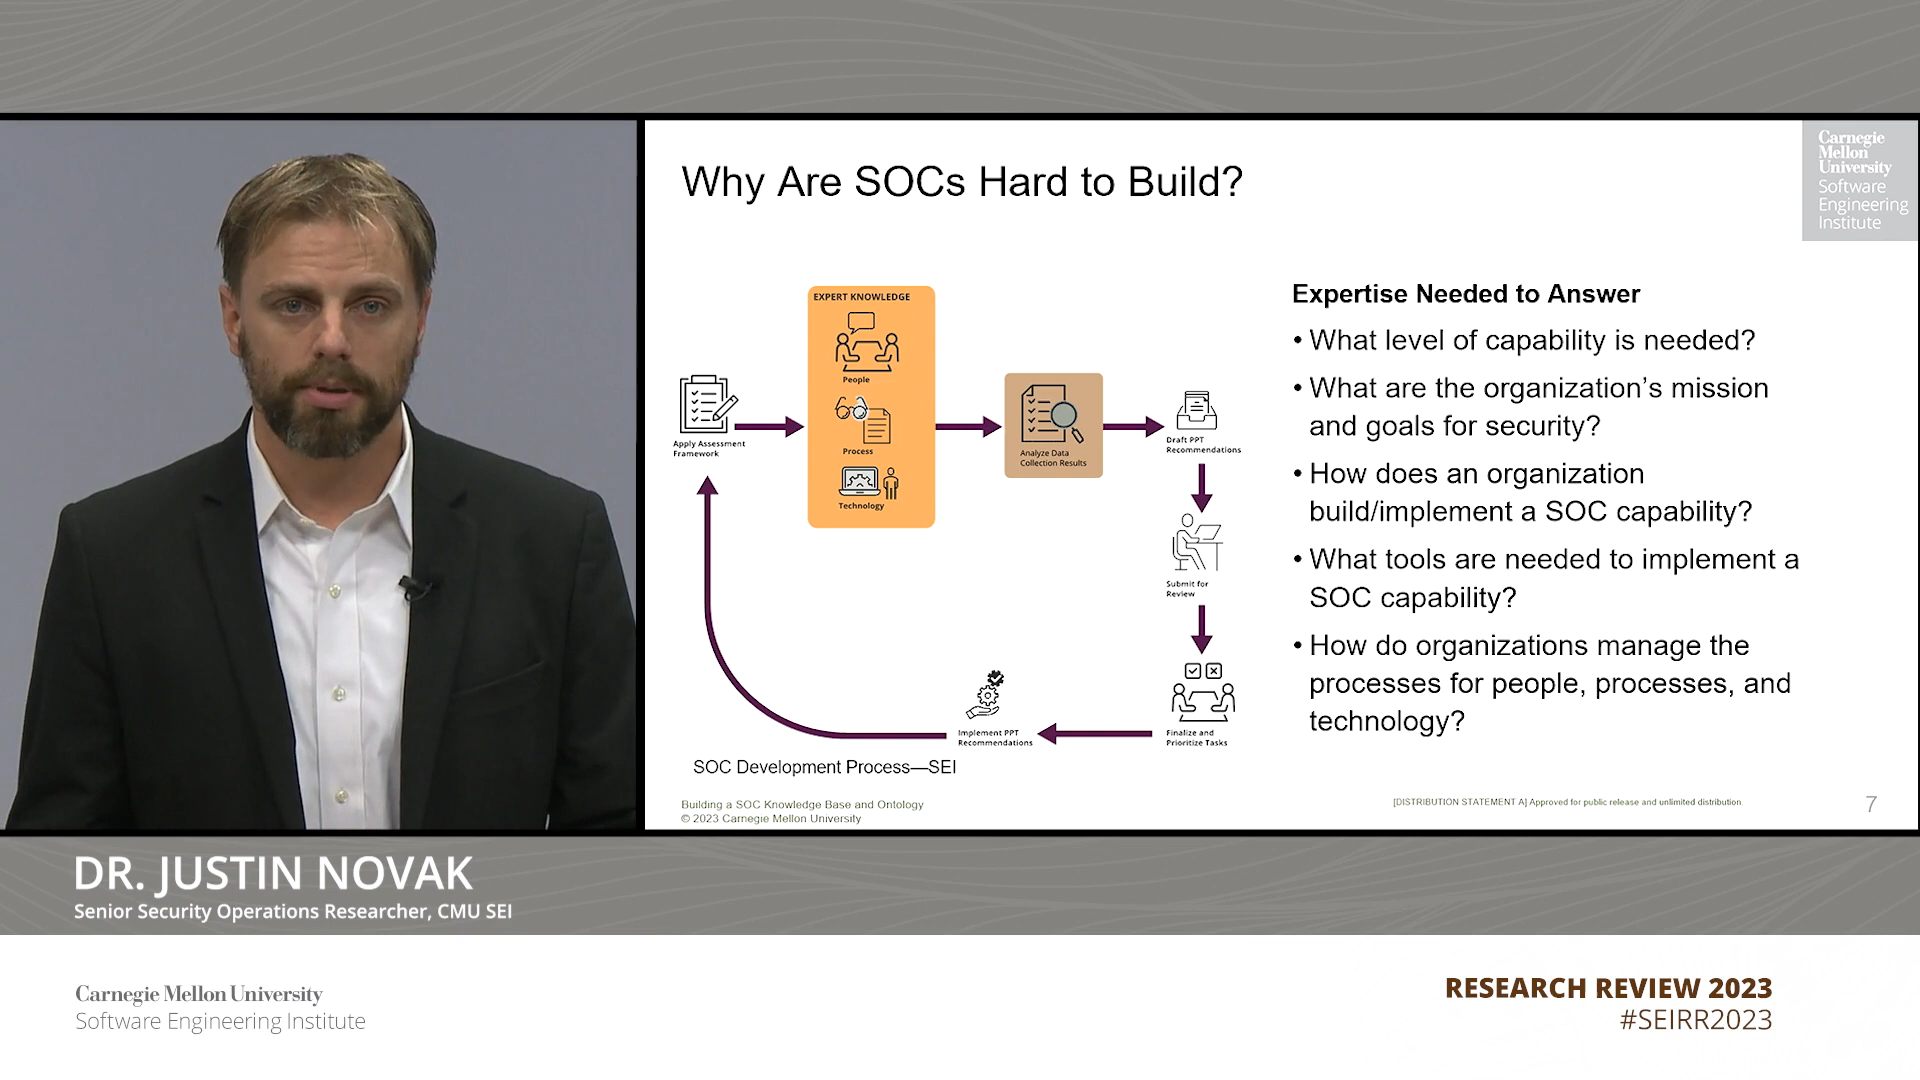 Why Are SOCs Hard to Build?
Carnegie
Mellon
University
Software
Engineering
Institute
EXPERT KNOWLEDGE
People
Process
Technology
Apply Assessment
Framework
Analyze Data
Collection Results
Draft PPT
Recommendations
Submit for
Review
Finalize and
Prioritize Tasks
Implement PPT
Recommendations
SOC Development Process—SEI
Expertise Needed to Answer
• What level of capability is needed?
• What are the organization’s mission
and goals for security?
• How does an organization
build/implement a SOC capability?
• What tools are needed to implement a
SOC capability?
• How do organizations manage the
processes for people, processes, and
technology?
Building a SOC Knowledge Base and Ontology
© 2023 Carnegie Mellon University
[DISTRIBUTION STATEMENT A] Approved for public release and unlimited distribution.
7
DR. JUSTIN NOVAK
Senior Security Operations Researcher, CMU SEI
Carnegie Mellon University
Software Engineering Institute
RESEARCH REVIEW 2023
#SEIRR2023